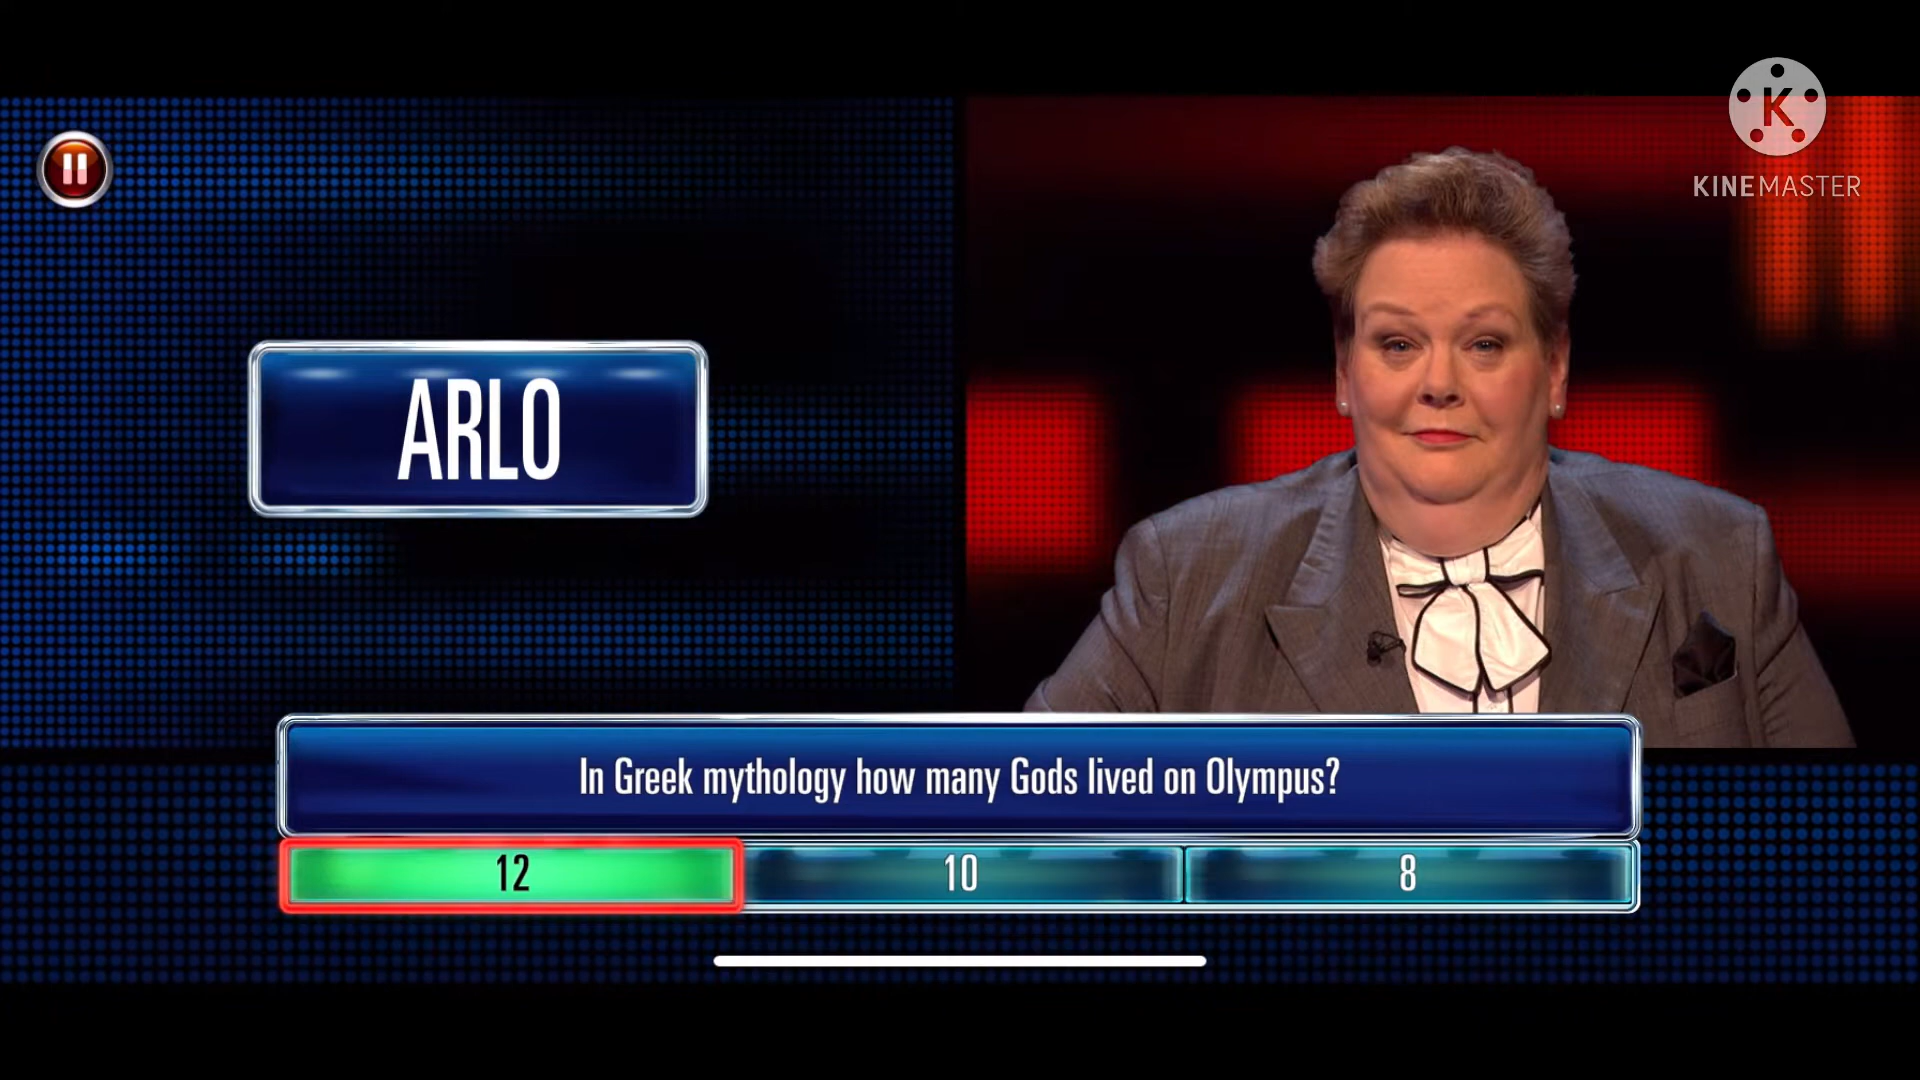 K
KINEMASTER
ARLO
In Greek mythology how many Gods lived on Olympus?
12
10
8